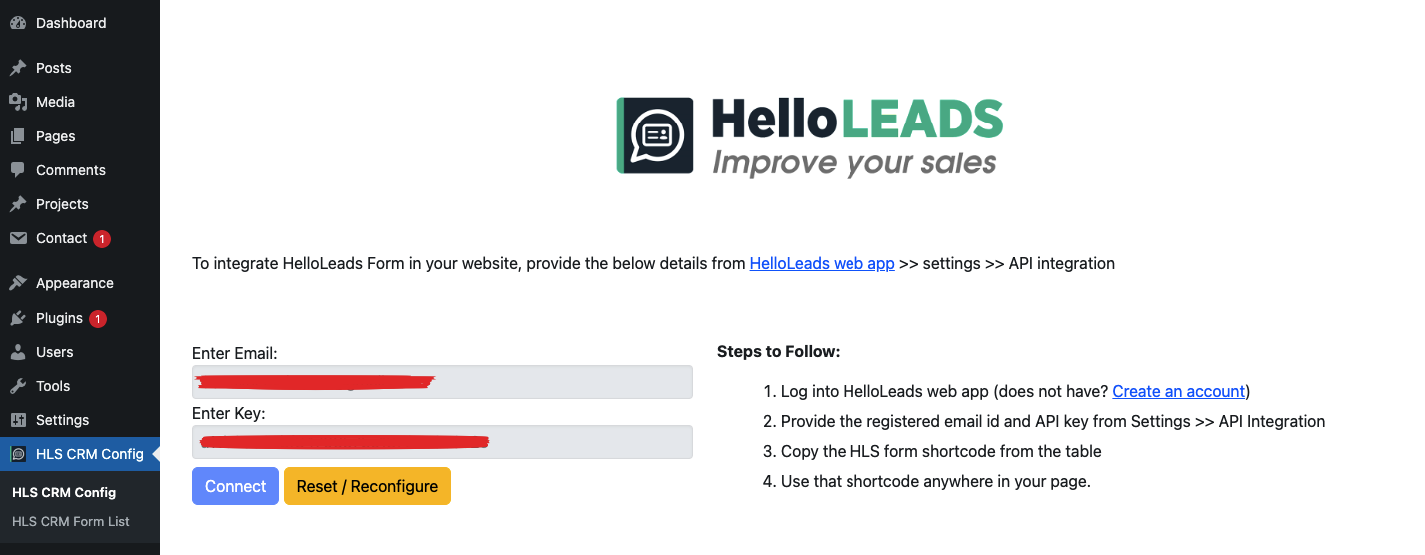 Dashboard
Posts
Media
Pages
Comments
Projects
Contact 1
Appearance
Plugins 1
Users
Tools
Settings
HLS CRM Config
HLS CRM Config
HLS CRM Form List
HelloLEADS
Improve your sales
To integrate HelloLeads Form in your website, provide the below details from HelloLeads web app >> settings >> API integration
Enter Email:
Enter Key:
Connect
Reset / Reconfigure
Steps to Follow:
1. Log into HelloLeads web app (does not have? Create an account)
2. Provide the registered email id and API key from Settings >> API Integration
3. Copy the HLS form shortcode from the table
4. Use that shortcode anywhere in your page.